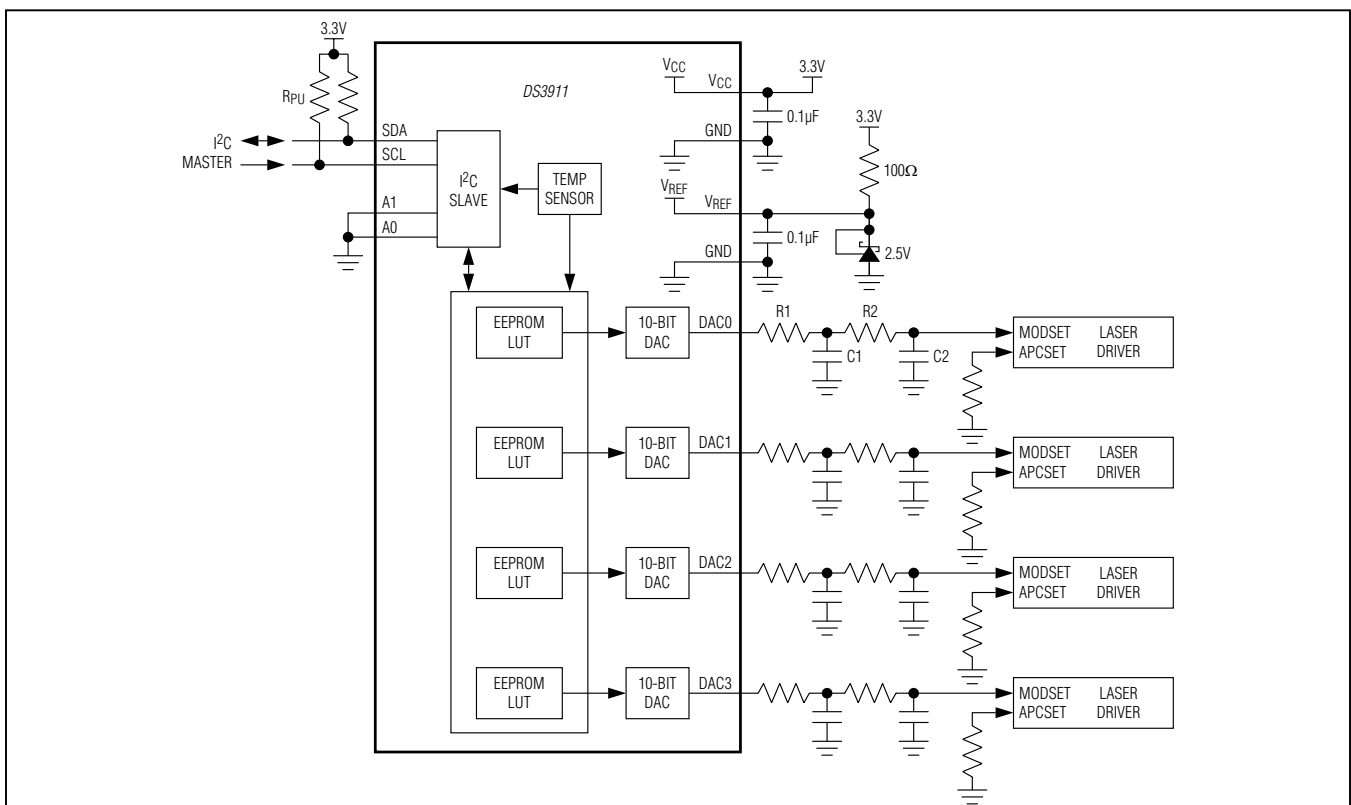 3.3V
RPU
I2C
MASTER
SDA
SCL
A1
A0
I2C
SLAVE
TEMP
SENSOR
DS3911
VCC
VCC
3.3V
0.1µF
GND
3.3V
100Ω
VREF
VREF
0.1µF
GND
2.5V
EEPROM
LUT
10-BIT
DAC
DAC0
R1
R2
C1
C2
MODSET LASER
APCSET DRIVER
EEPROM
LUT
10-BIT
DAC
DAC1
MODSET LASER
APCSET DRIVER
EEPROM
LUT
10-BIT
DAC
DAC2
MODSET LASER
APCSET DRIVER
EEPROM
LUT
10-BIT
DAC
DAC3
MODSET LASER
APCSET DRIVER